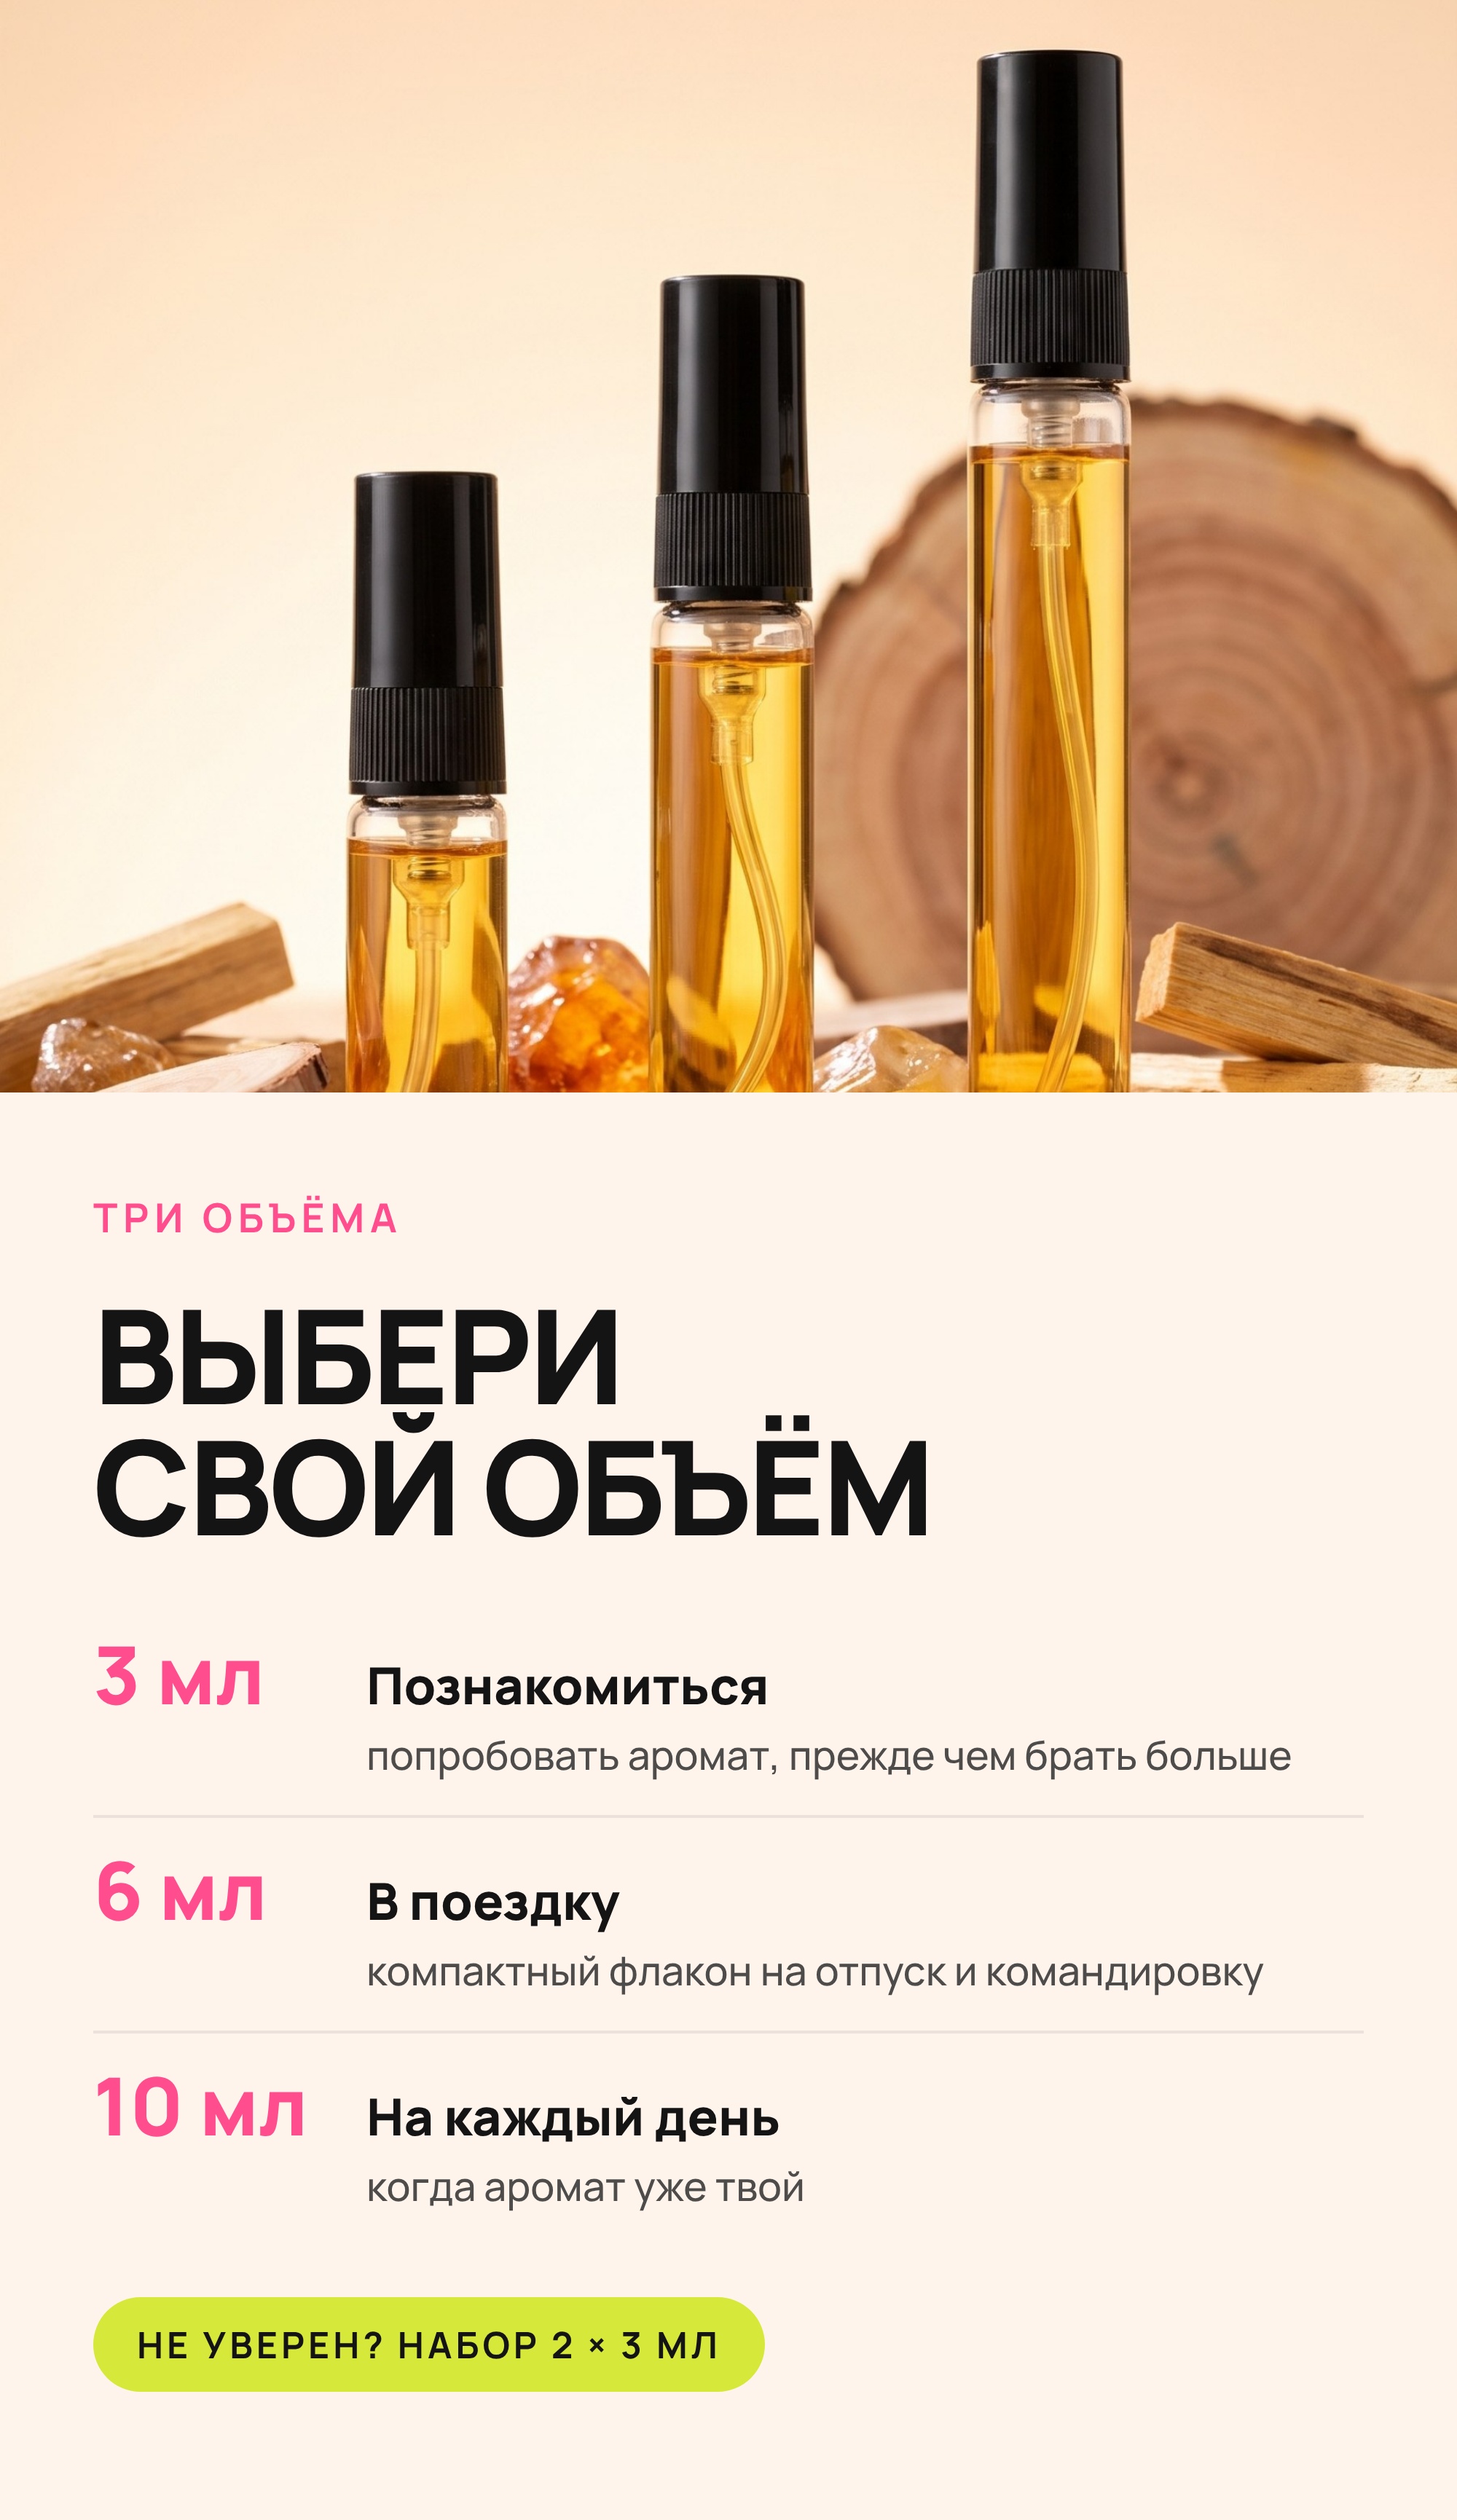 ТРИ ОБЪЁМА
ВЫБЕРИ
СВОЙ ОБЪЁМ
3 мл
Познакомиться
попробовать аромат, прежде чем брать больше
6 мл
В поездку
компактный флакон на отпуск и командировку
10 мл
На каждый день
когда аромат уже твой
НЕ УВЕРЕН? НАБОР 2 × 3 МЛ